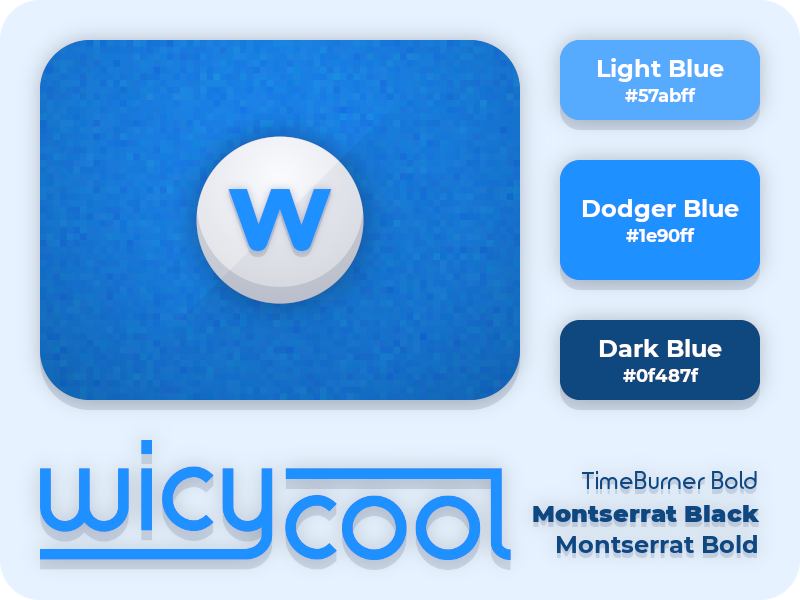 w
Light Blue
#57abff
Dodger Blue
#1e90ff
Dark Blue
#0f487f
wicy
cool
TimeBurner Bold
Montserrat Black
Montserrat Bold